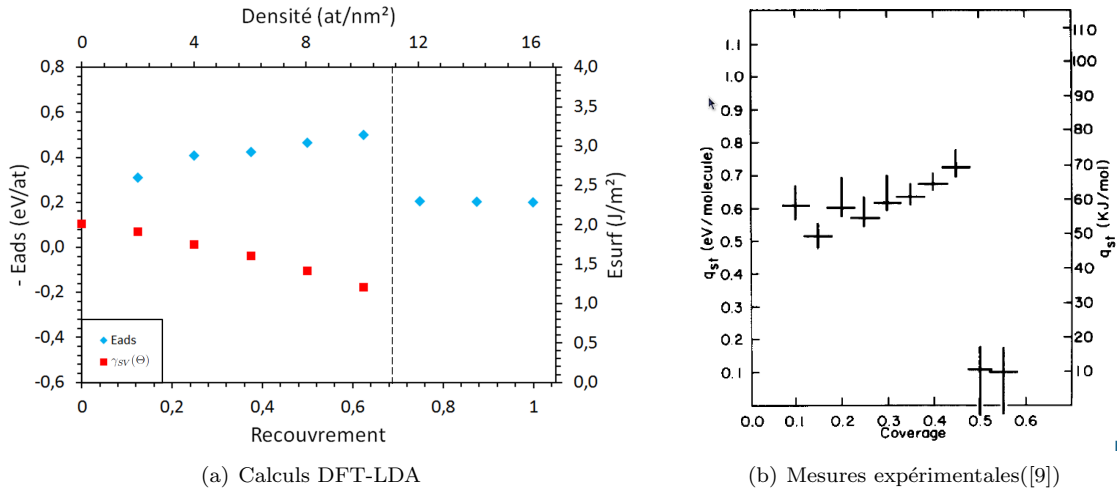 Densité (at/nm²)
0 4 8 12 16
0,8
0,6
0,4
0,2
0,0
-0,2
-0,4
-0,6
- Eads (eV/at)
4,0
3,5
3,0
2,5
2,0
1,5
1,0
0,5
0,0
Esurf (J/m²)
Eads
γSV(Θ)
0 0,2 0,4 0,6 0,8 1
Recouvrement
(a) Calculs DFT-LDA
1.1
1.0
0.9
0.8
0.7
0.6
0.5
0.4
0.3
0.2
0.1
qst (eV/molecule)
110
100
90
80
70
60
50
40
30
20
10
qst (KJ/mol)
0.0 0.1 0.2 0.3 0.4 0.5 0.6
Coverage
(b) Mesures expérimentales([9])